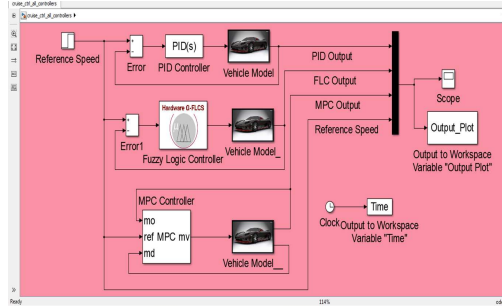 cruise_ctrl_all_controllers
cruise_ctrl_all_controllers
Reference Speed
Error
PID(s)
PID Controller
Vehicle Model
PID Output
FLC Output
MPC Output
Reference Speed
Scope
Output_Plot
Output to Workspace
Variable "Output Plot"
Error1
Hardware G-FLCS
Fuzzy Logic Controller
Vehicle Model_
MPC Controller
mo
ref MPC mv
md
Vehicle Model__
Clock
Time
Output to Workspace
Variable "Time"
Ready
114%